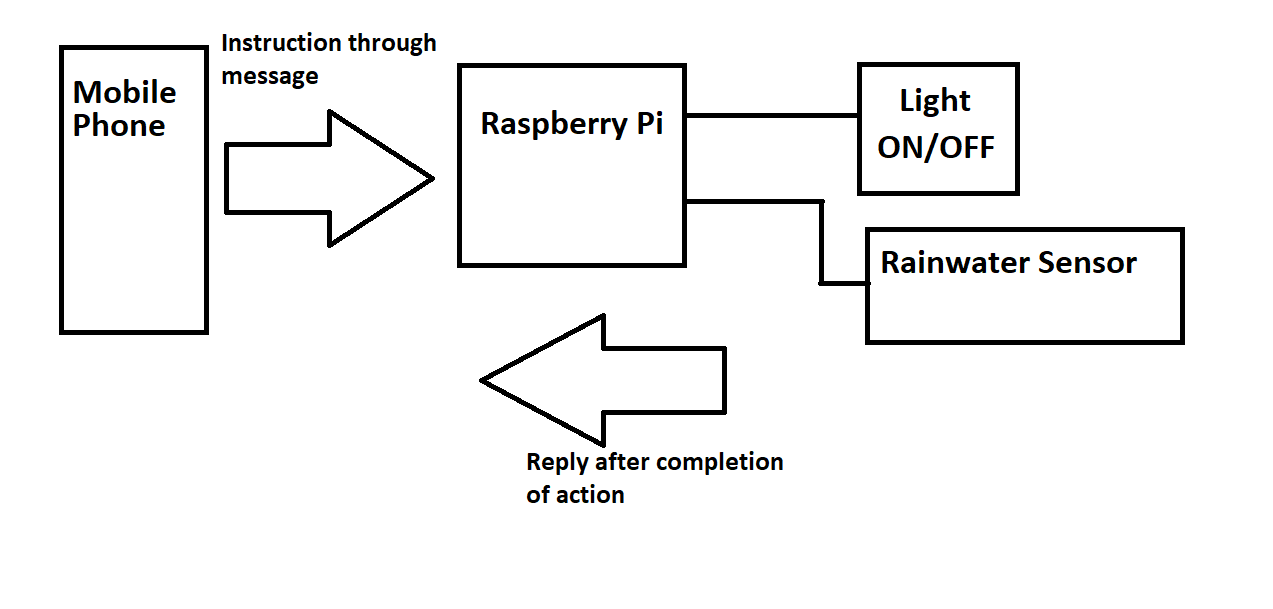 Instruction through
message
Mobile
Phone
Raspberry Pi
Light
ON/OFF
Rainwater Sensor
Reply after completion
of action